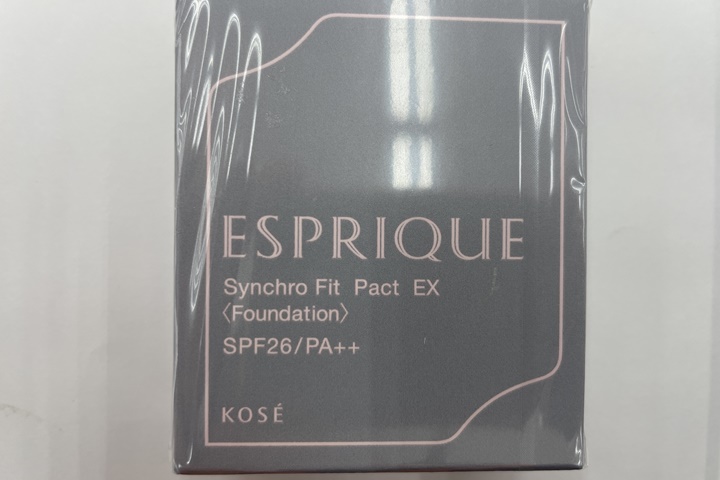 ESPRIQUE
Synchro Fit Pact EX
〈Foundation〉
SPF26/PA++
KOSÉ